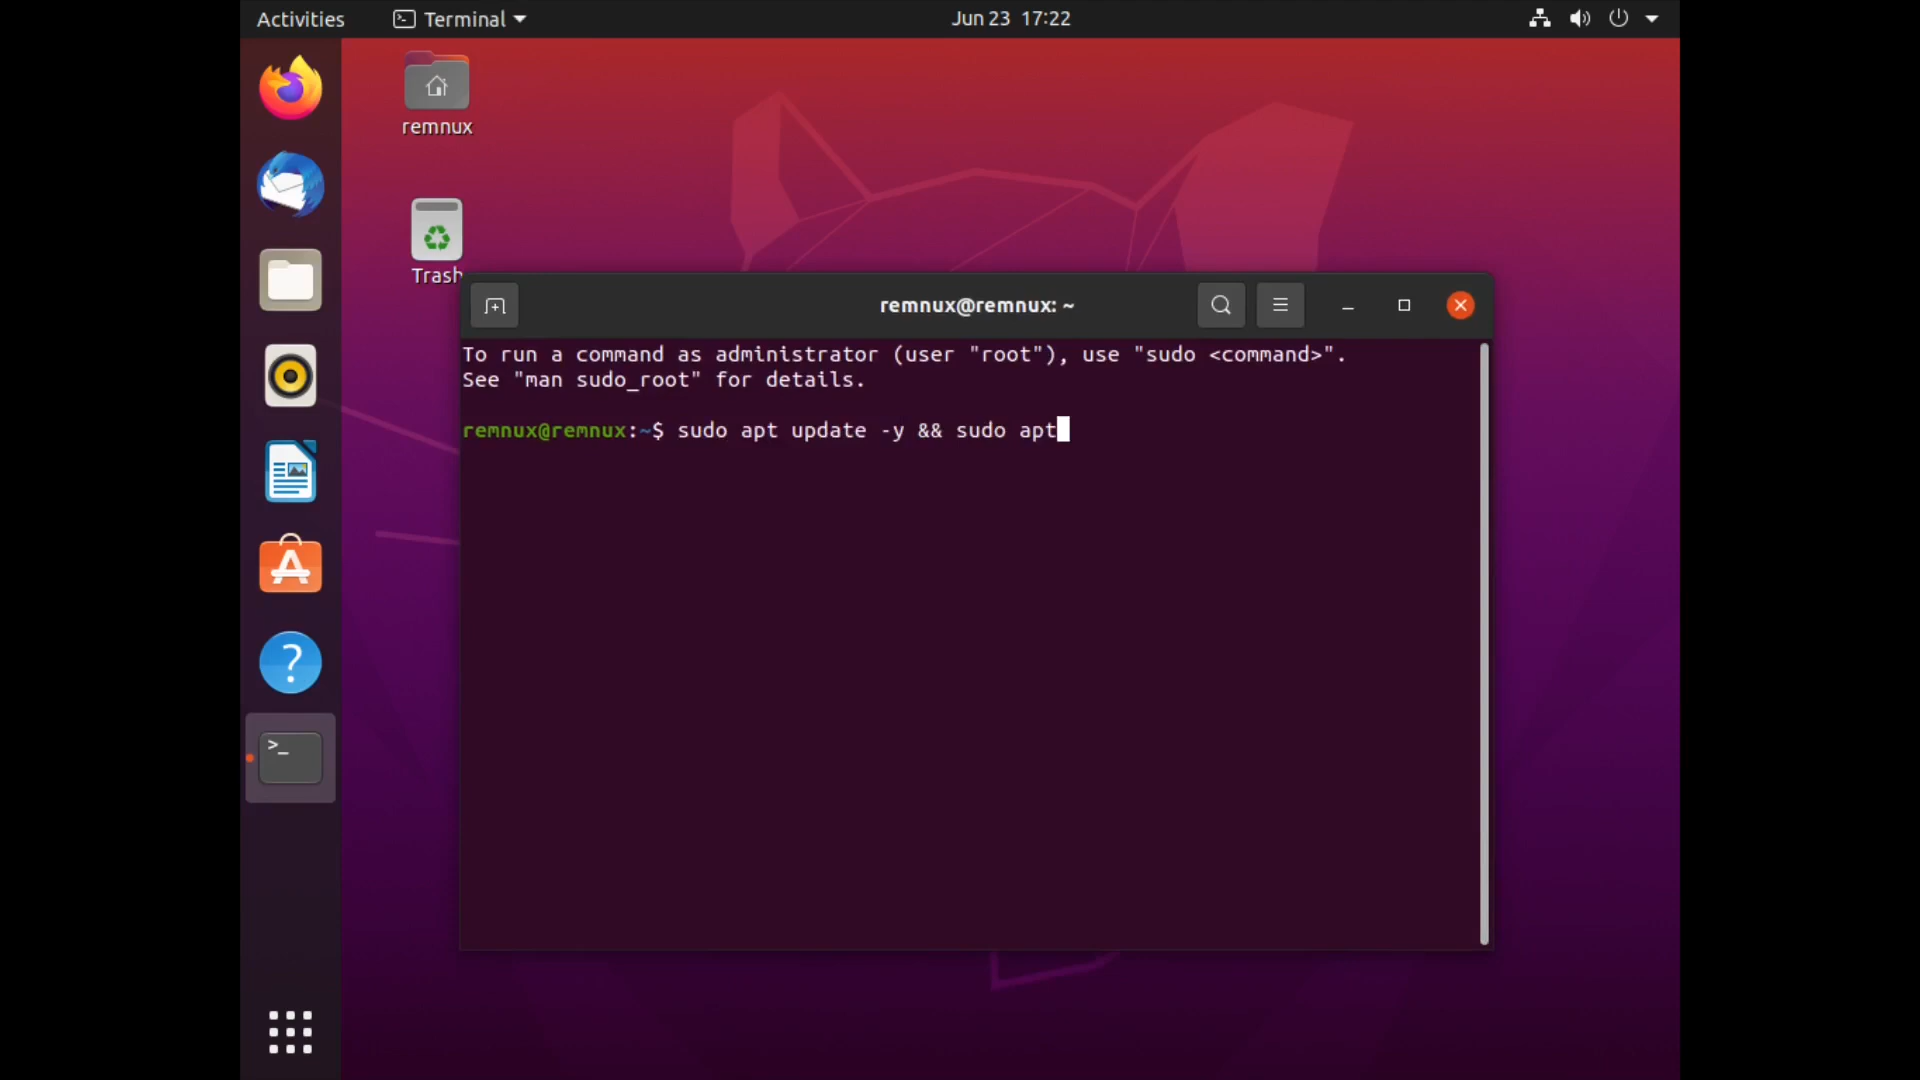 Activities
Terminal
Jun 23 17:22
remnux
Trash
remnux@remnux: ~
To run a command as administrator (user "root"), use "sudo <command>".
See "man sudo_root" for details.
remnux@remnux:~$ sudo apt update -y && sudo apt